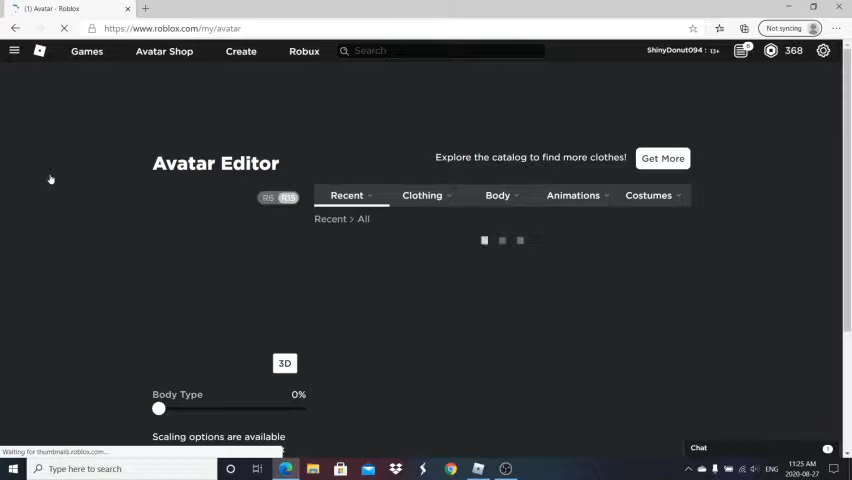 (1) Avatar - Roblox
https://www.roblox.com/my/avatar
Not syncing
Games Avatar Shop Create Robux Search ShinyDonut094 : 13+ 6 368
Explore the catalog to find more clothes! Get More
Avatar Editor
R6 R15 Recent Clothing Body Animations Costumes
Recent > All
3D
Body Type 0%
Scaling options are available
Waiting for thumbnails.roblox.com...
Chat 1
Type here to search
ENG
11:25 AM
2020-08-27